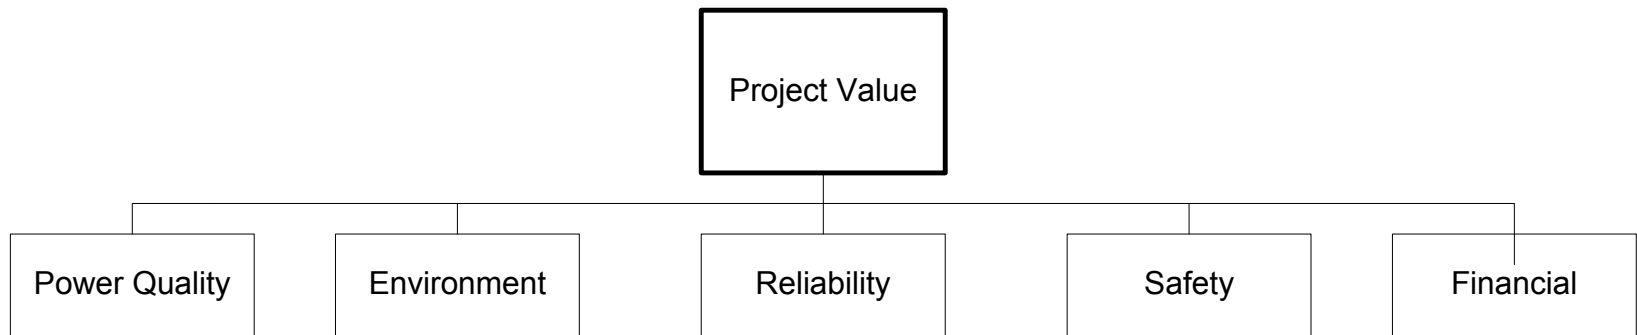 Project Value
Power Quality
Environment
Reliability
Safety
Financial